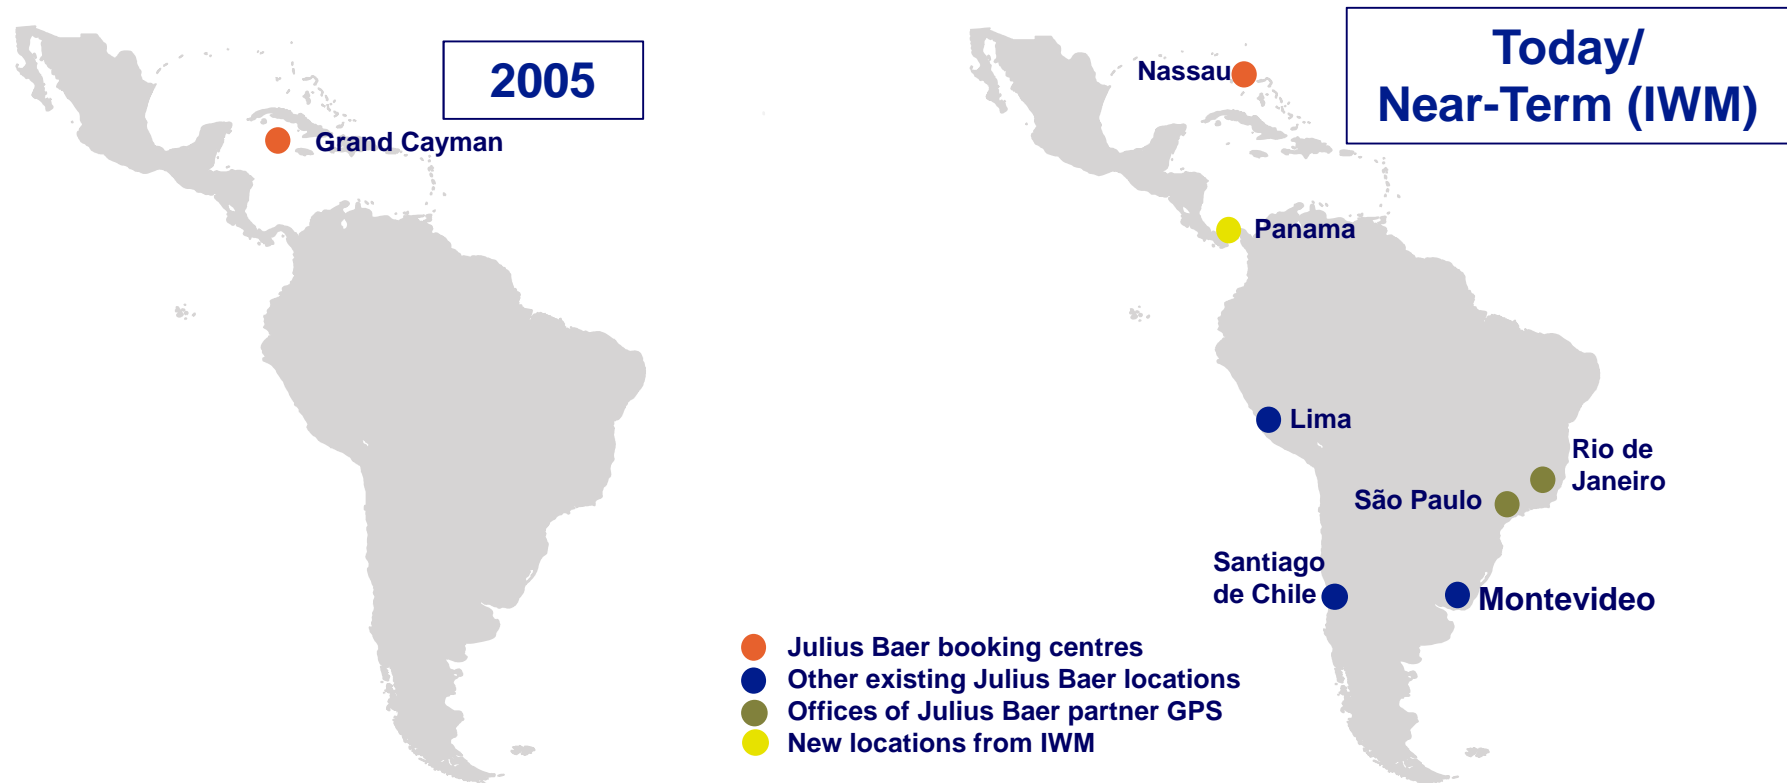 2005
Grand Cayman
Today/
Near-Term (IWM)
Nassau
Panama
Lima
Rio de
Janeiro
São Paulo
Santiago
de Chile
Montevideo
Julius Baer booking centres
Other existing Julius Baer locations
Offices of Julius Baer partner GPS
New locations from IWM